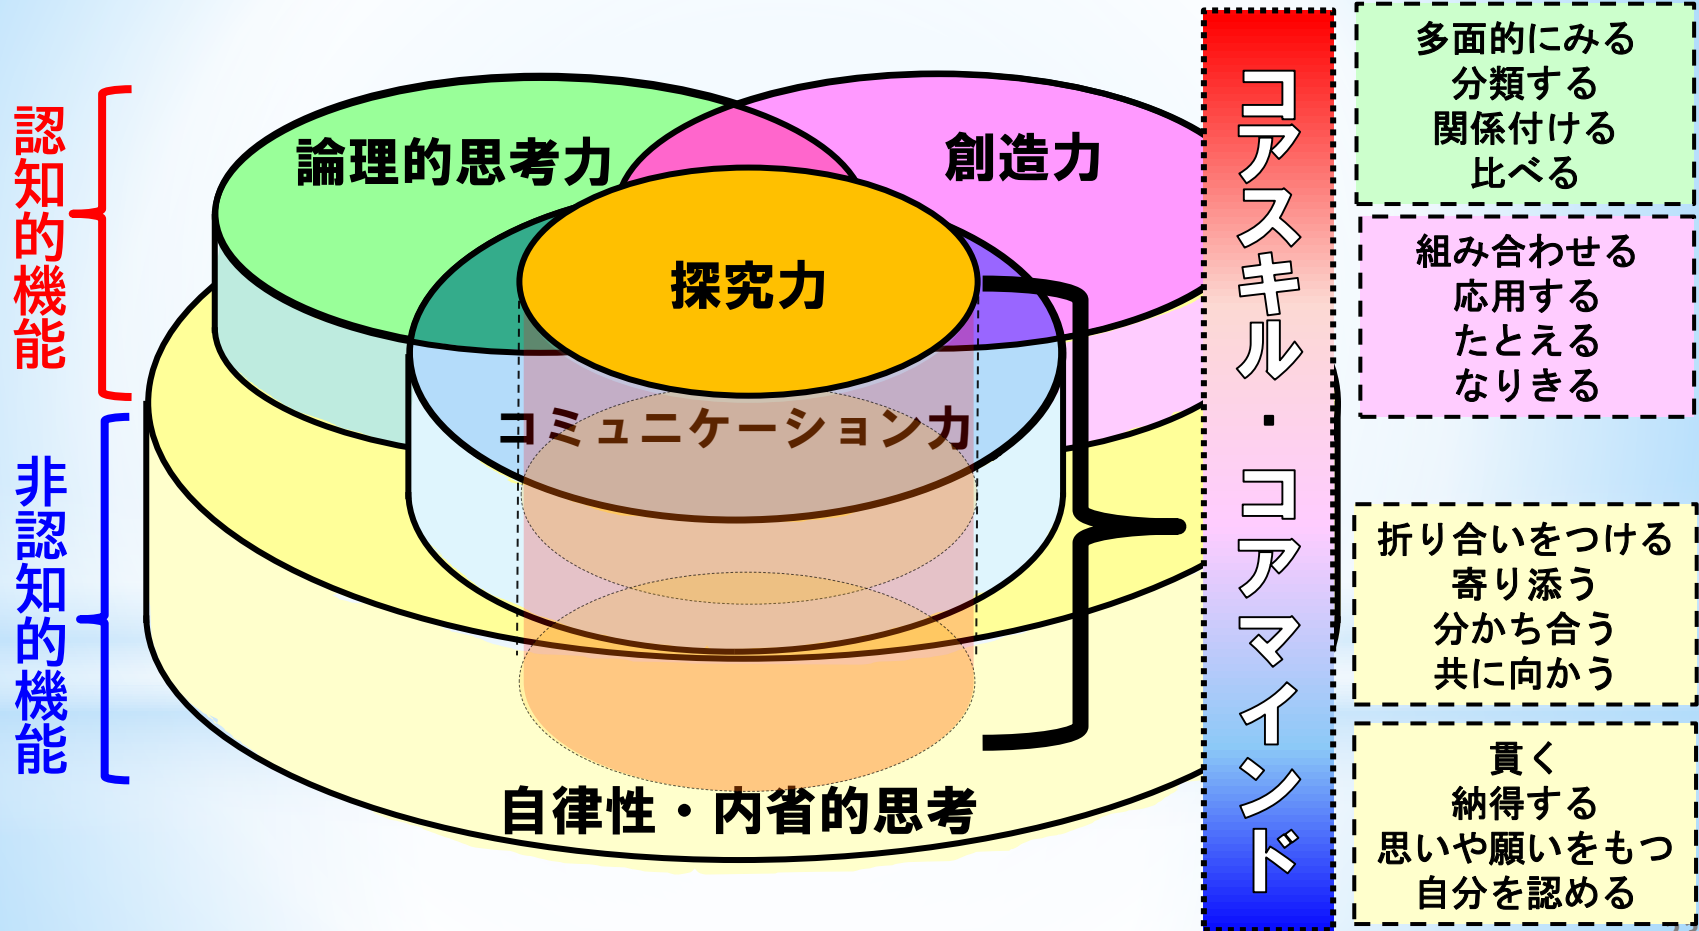 認知的機能
非認知的機能
論理的思考力
創造力
探究力
コミュニケーション力
自律性・内省的思考
コアスキル・コアマインド
多面的にみる
分類する
関係付ける
比べる
組み合わせる
応用する
たとえる
なりきる
折り合いをつける
寄り添う
分かち合う
共に向かう
貫く
納得する
思いや願いをもつ
自分を認める